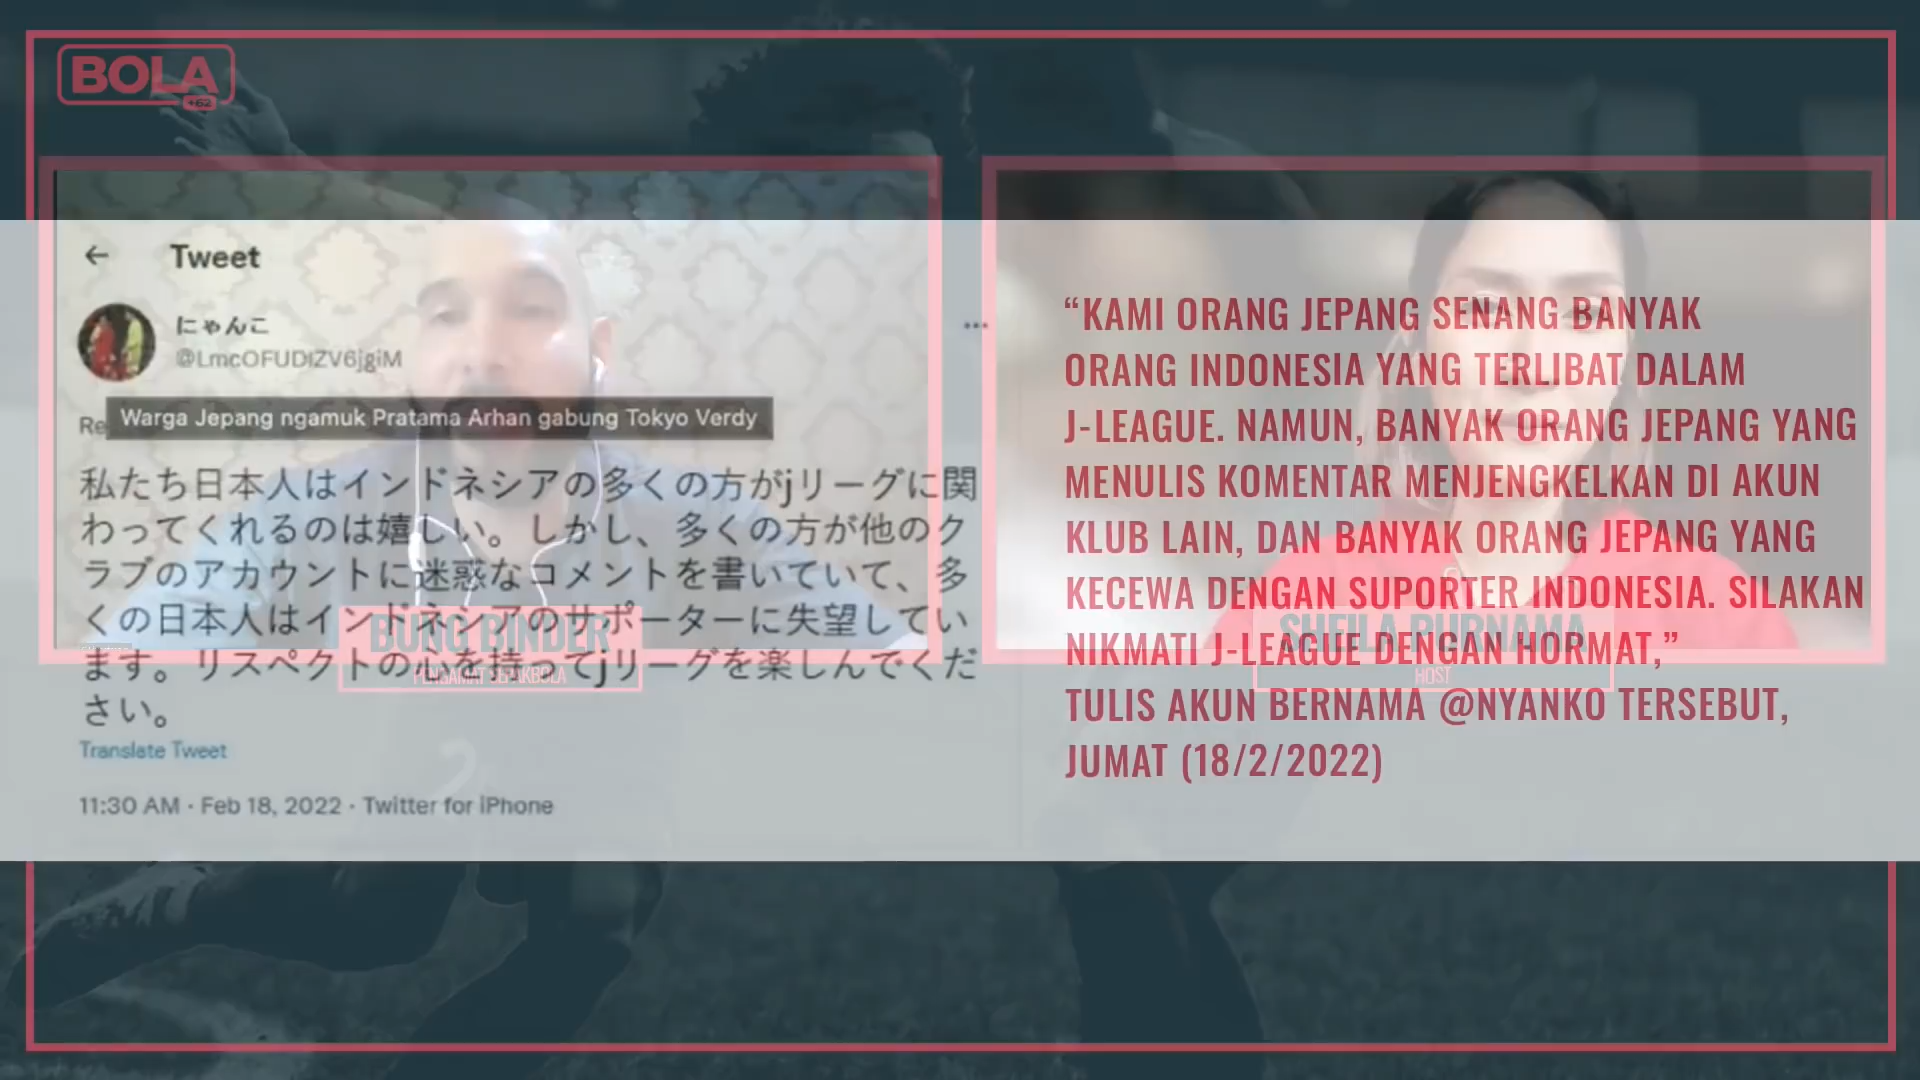 BOLA
+62
Tweet
にゃんこ
@LmcOFUDIZV6jgiM
Re
Warga Jepang ngamuk Pratama Arhan gabung Tokyo Verdy
私たち日本人はインドネシアの多くの方がjリーグに関
わってくれるのは嬉しい。しかし、多くの方が他のク
ラブのアカウントに迷惑なコメントを書いていて、多
くの日本人はインドネシアのサポーターに失望してい
ます。リスペクトの心を持ってjリーグを楽しんでくだ
さい。
Translate Tweet
11:30 AM · Feb 18, 2022 · Twitter for iPhone
BUNG BINDER
PENGAMAT SEPAKBOLA
“KAMI ORANG JEPANG SENANG BANYAK
ORANG INDONESIA YANG TERLIBAT DALAM
J-LEAGUE. NAMUN, BANYAK ORANG JEPANG YANG
MENULIS KOMENTAR MENJENGKELKAN DI AKUN
KLUB LAIN, DAN BANYAK ORANG JEPANG YANG
KECEWA DENGAN SUPORTER INDONESIA. SILAKAN
NIKMATI J-LEAGUE DENGAN HORMAT,”
TULIS AKUN BERNAMA @NYANKO TERSEBUT,
JUMAT (18/2/2022)
SHEILA PURNAMA
HOST